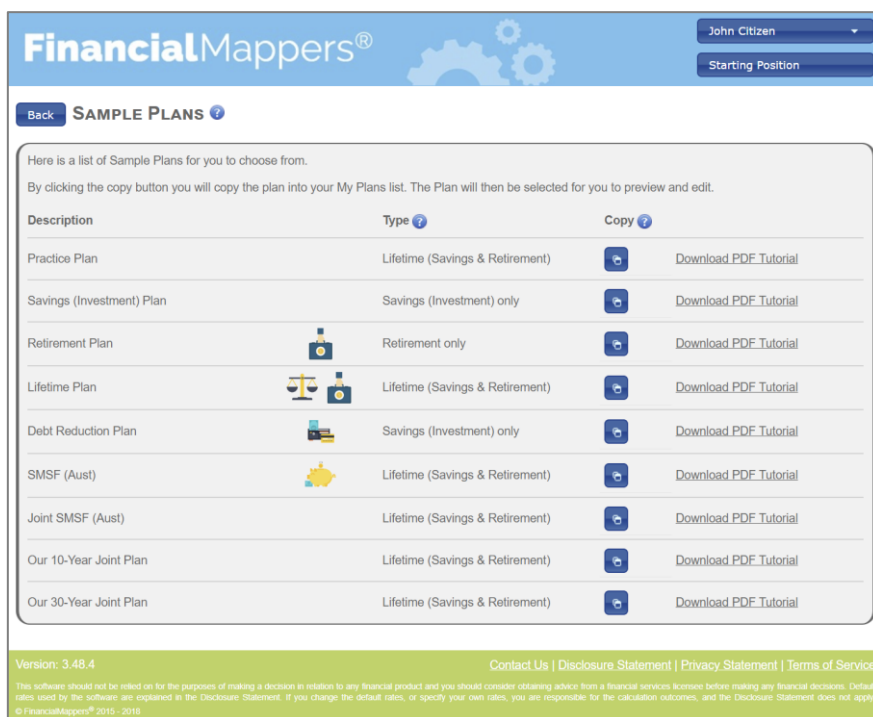 FinancialMappers®
John Citizen
Starting Position
Back SAMPLE PLANS ?
Here is a list of Sample Plans for you to choose from.
By clicking the copy button you will copy the plan into your My Plans list. The Plan will then be selected for you to preview and edit.
Description Type ? Copy ?
Practice Plan Lifetime (Savings & Retirement) Download PDF Tutorial
Savings (Investment) Plan Savings (Investment) only Download PDF Tutorial
Retirement Plan Retirement only Download PDF Tutorial
Lifetime Plan Lifetime (Savings & Retirement) Download PDF Tutorial
Debt Reduction Plan Savings (Investment) only Download PDF Tutorial
SMSF (Aust) Lifetime (Savings & Retirement) Download PDF Tutorial
Joint SMSF (Aust) Lifetime (Savings & Retirement) Download PDF Tutorial
Our 10-Year Joint Plan Lifetime (Savings & Retirement) Download PDF Tutorial
Our 30-Year Joint Plan Lifetime (Savings & Retirement) Download PDF Tutorial
Version: 3.48.4 Contact Us | Disclosure Statement | Privacy Statement | Terms of Service
This software should not be relied on for the purposes of making a decision in relation to any financial product and you should consider obtaining advice from a financial services licensee before making any financial decisions. Defaul
rates used by the software are explained in the Disclosure Statement. If you change the default rates, or specify your own rates, you are responsible for the calculation outcomes, and the Disclosure Statement does not apply
© FinancialMappers® 2015 - 2018